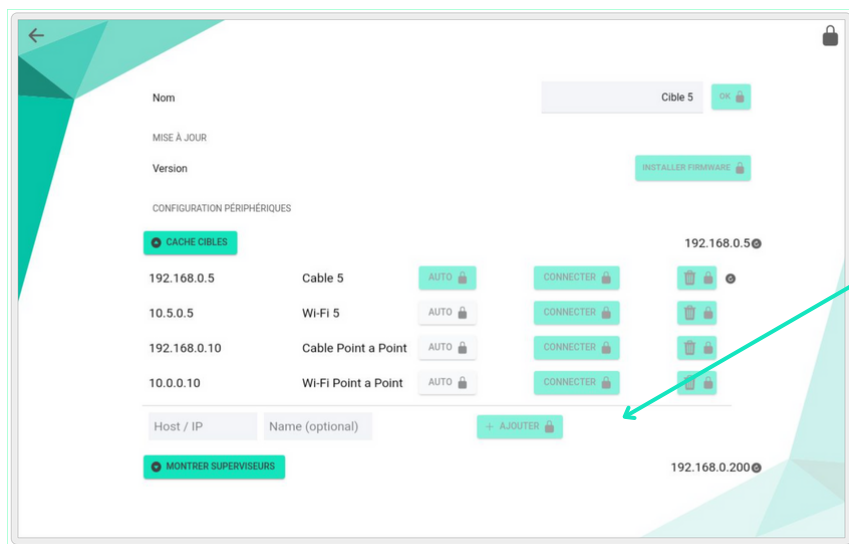 Nom Cible 5 OK
MISE À JOUR
Version INSTALLER FIRMWARE
CONFIGURATION PÉRIPHÉRIQUES
CACHE CIBLES 192.168.0.5
192.168.0.5 Cable 5 AUTO CONNECTER
10.5.0.5 Wi-Fi 5 AUTO CONNECTER
192.168.0.10 Cable Point a Point AUTO CONNECTER
10.0.0.10 Wi-Fi Point a Point AUTO CONNECTER
Host / IP Name (optional) + AJOUTER
MONTRER SUPERVISEURS 192.168.0.200